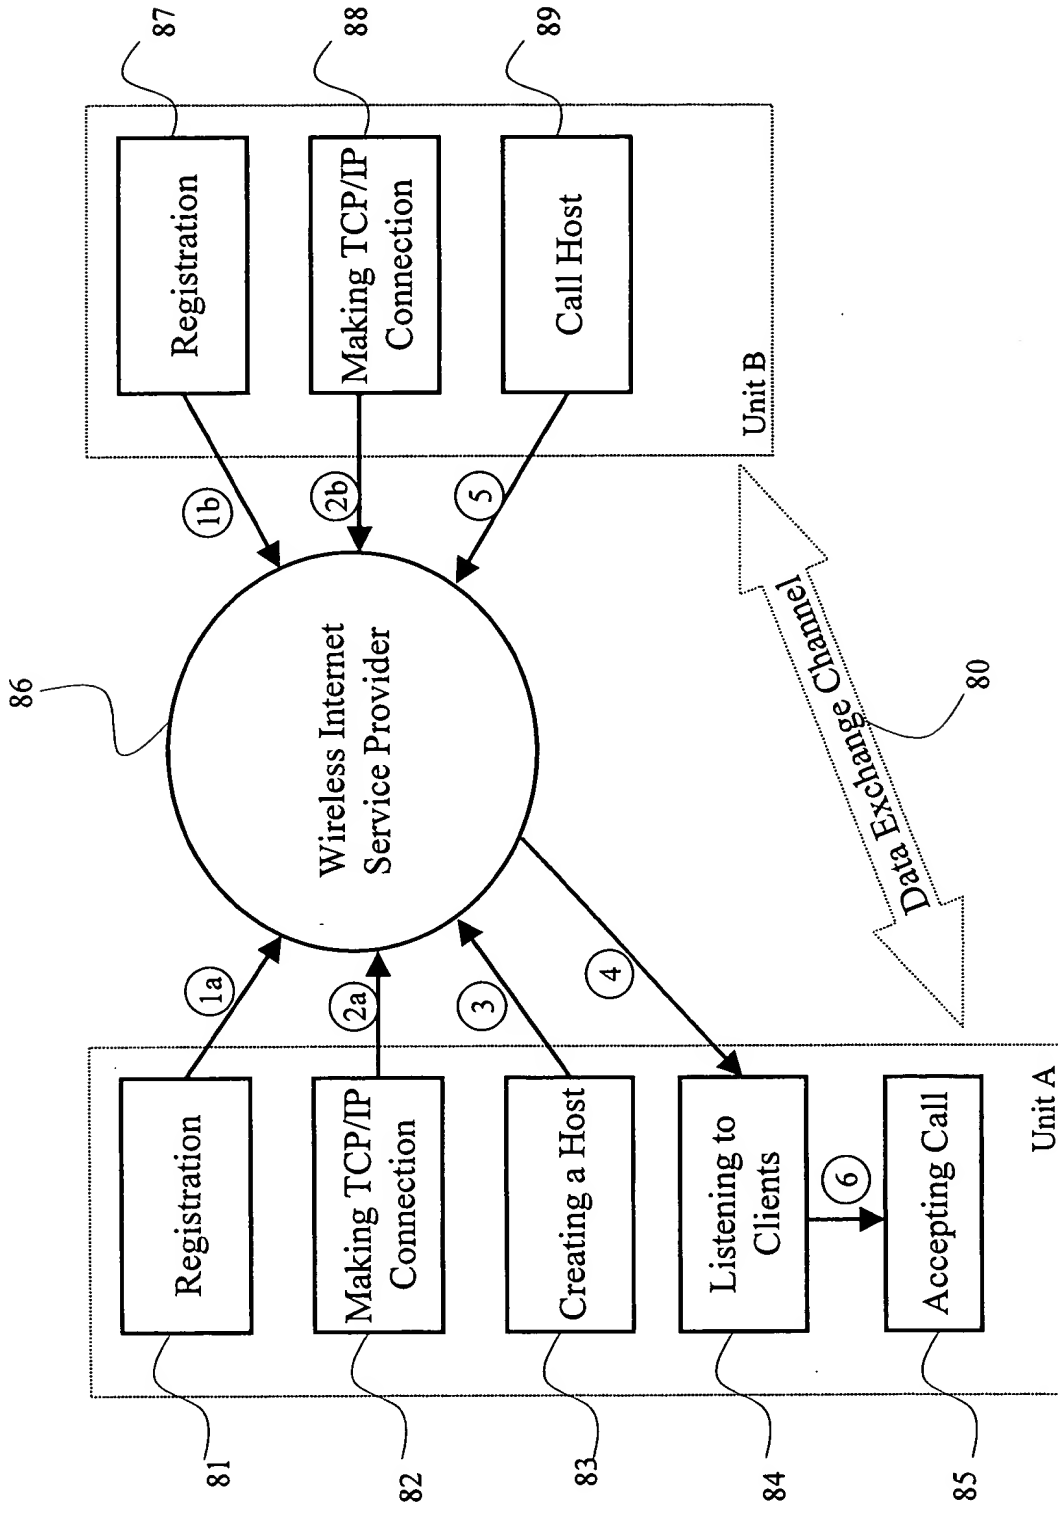 81
Registration
1a
82
Making TCP/IP
Connection
2a
83
Creating a Host
3
84
Listening to
Clients
4
6
85
Accepting Call
Unit A
86
Wireless Internet
Service Provider
87
Registration
1b
88
Making TCP/IP
Connection
2b
89
Call Host
5
Unit B
Data Exchange Channel
80